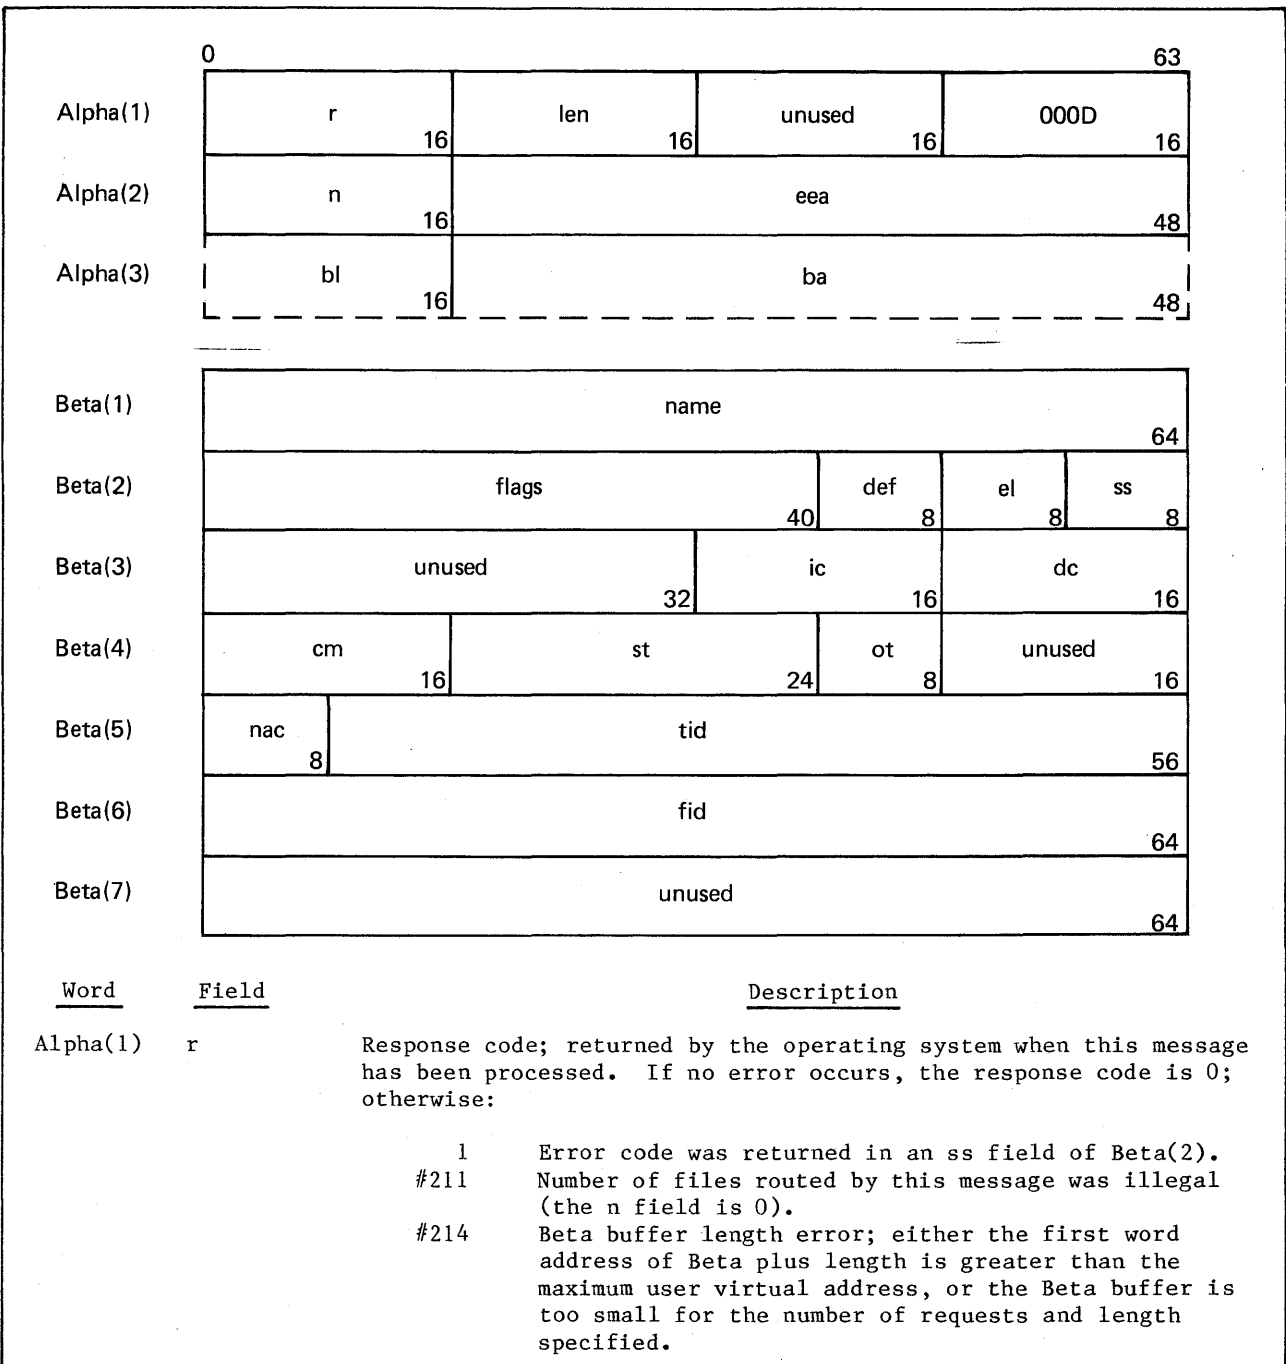 0 63
Alpha(1) r 16 len 16 unused 16 000D 16
Alpha(2) n 16 eea 48
Alpha(3) bl 16 ba 48
Beta(1) name 64
Beta(2) flags 40 def 8 el 8 ss 8
Beta(3) unused 32 ic 16 dc 16
Beta(4) cm 16 st 24 ot 8 unused 16
Beta(5) nac 8 tid 56
Beta(6) fid 64
Beta(7) unused 64
Word Field Description
Alpha(1) r Response code; returned by the operating system when this message
has been processed. If no error occurs, the response code is 0;
otherwise:
1 Error code was returned in an ss field of Beta(2).
#211 Number of files routed by this message was illegal
(the n field is 0).
#214 Beta buffer length error; either the first word
address of Beta plus length is greater than the
maximum user virtual address, or the Beta buffer is
too small for the number of requests and length
specified.